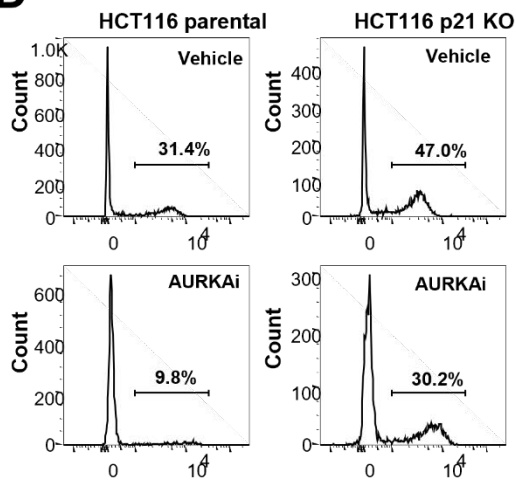 D
HCT116 parental
HCT116 p21 KO
Vehicle
Count
1.0K
800
600
400
200
0
31.4%
0
10^4
Vehicle
Count
400
300
200
100
0
47.0%
0
10^4
AURKAi
Count
600
400
200
0
9.8%
0
10^4
AURKAi
Count
300
200
100
0
30.2%
0
10^4